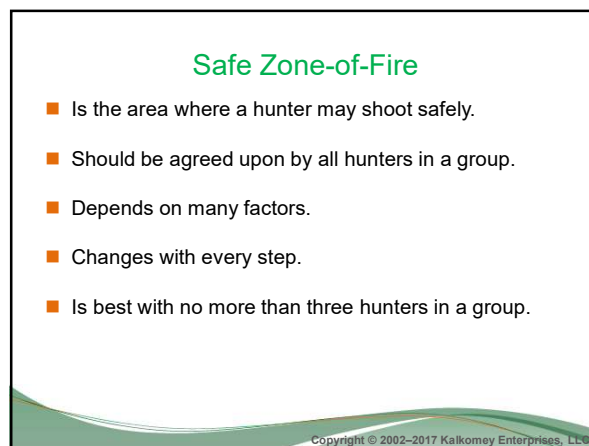 Safe Zone-of-Fire
Is the area where a hunter may shoot safely.
Should be agreed upon by all hunters in a group.
Depends on many factors.
Changes with every step.
Is best with no more than three hunters in a group.
Copyright © 2002–2017 Kalkomey Enterprises, LLC